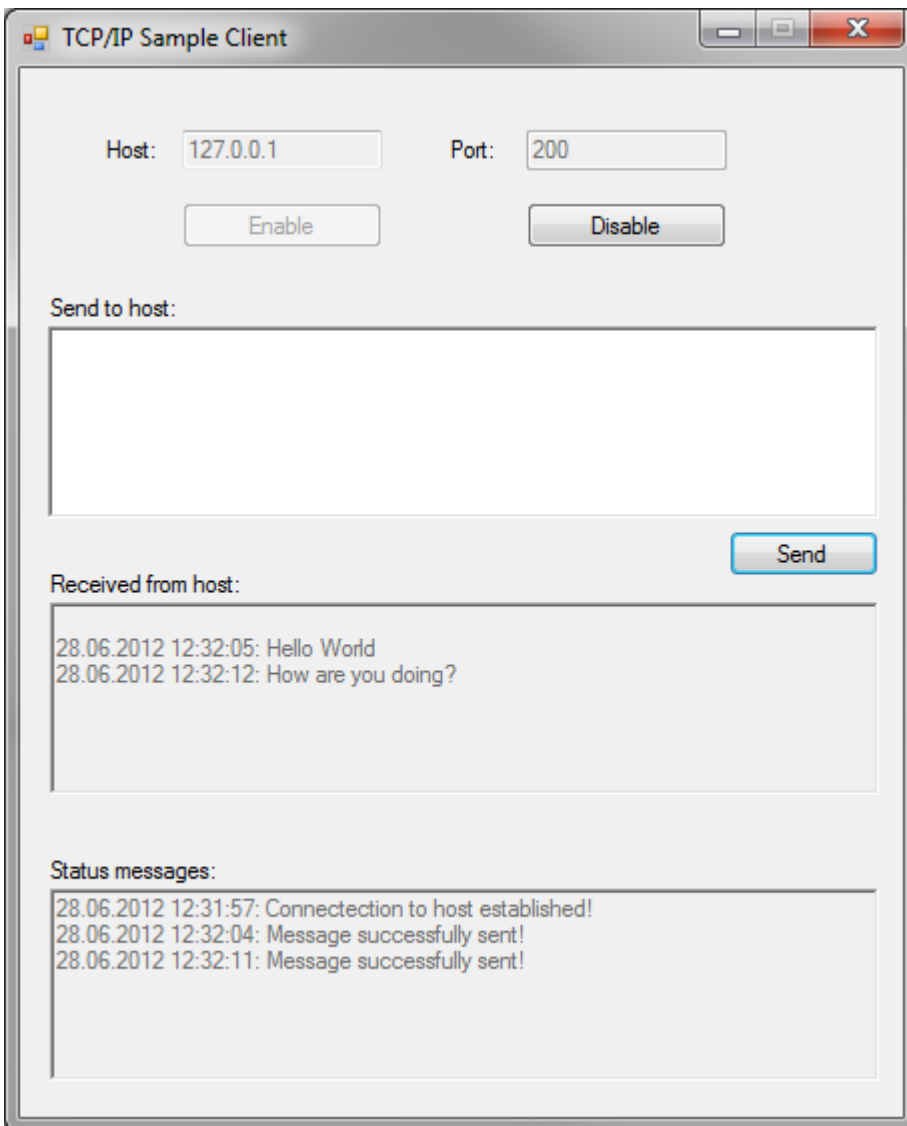 TCP/IP Sample Client
Host: 127.0.0.1 Port: 200
Enable Disable
Send to host:
Send
Received from host:
28.06.2012 12:32:05: Hello World
28.06.2012 12:32:12: How are you doing?
Status messages:
28.06.2012 12:31:57: Connectection to host established!
28.06.2012 12:32:04: Message successfully sent!
28.06.2012 12:32:11: Message successfully sent!